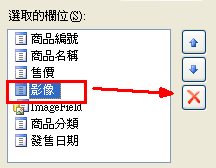 選取的欄位(S):
商品編號
商品名稱
售價
影像
ImageField
商品分類
發售日期